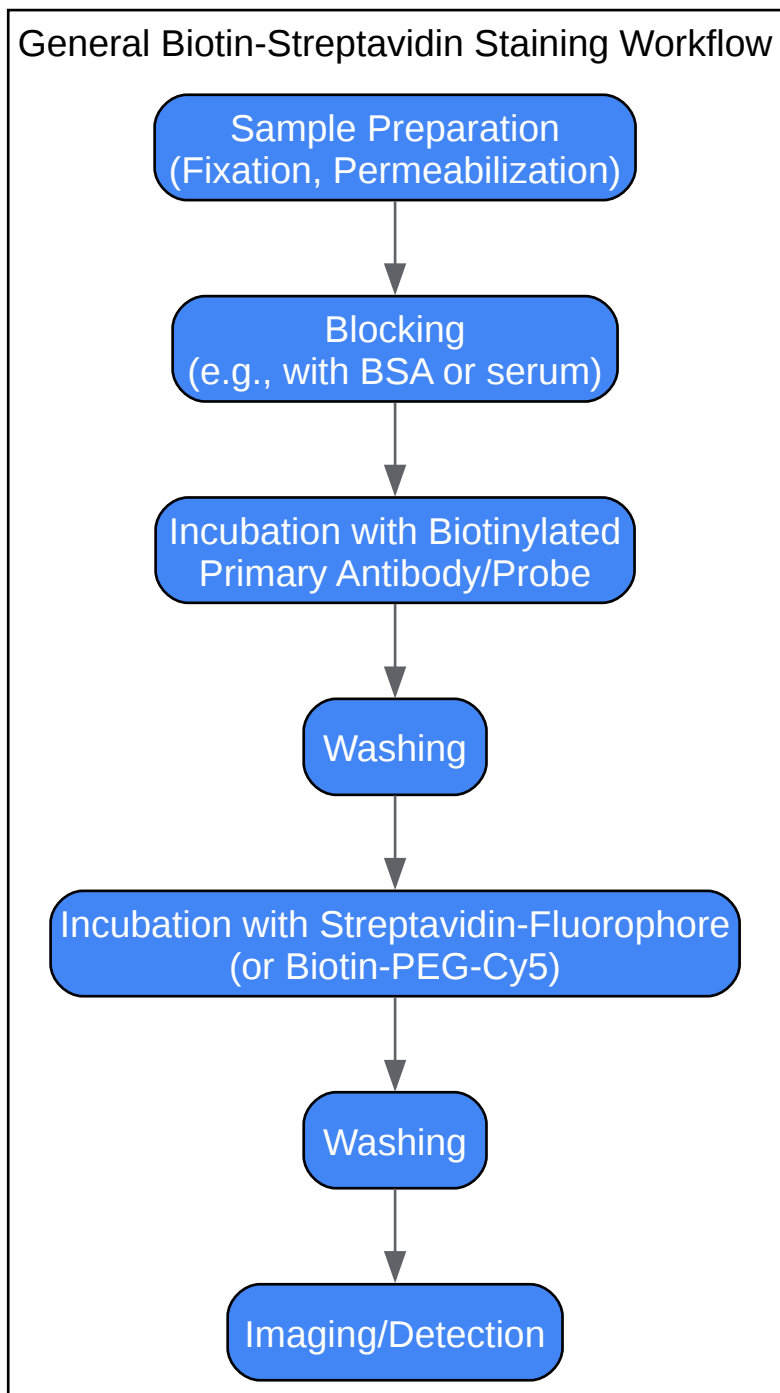 General Biotin-Streptavidin Staining Workflow
Sample Preparation
(Fixation, Permeabilization)
Blocking
(e.g., with BSA or serum)
Incubation with Biotinylated
Primary Antibody/Probe
Washing
Incubation with Streptavidin-Fluorophore
(or Biotin-PEG-Cy5)
Washing
Imaging/Detection